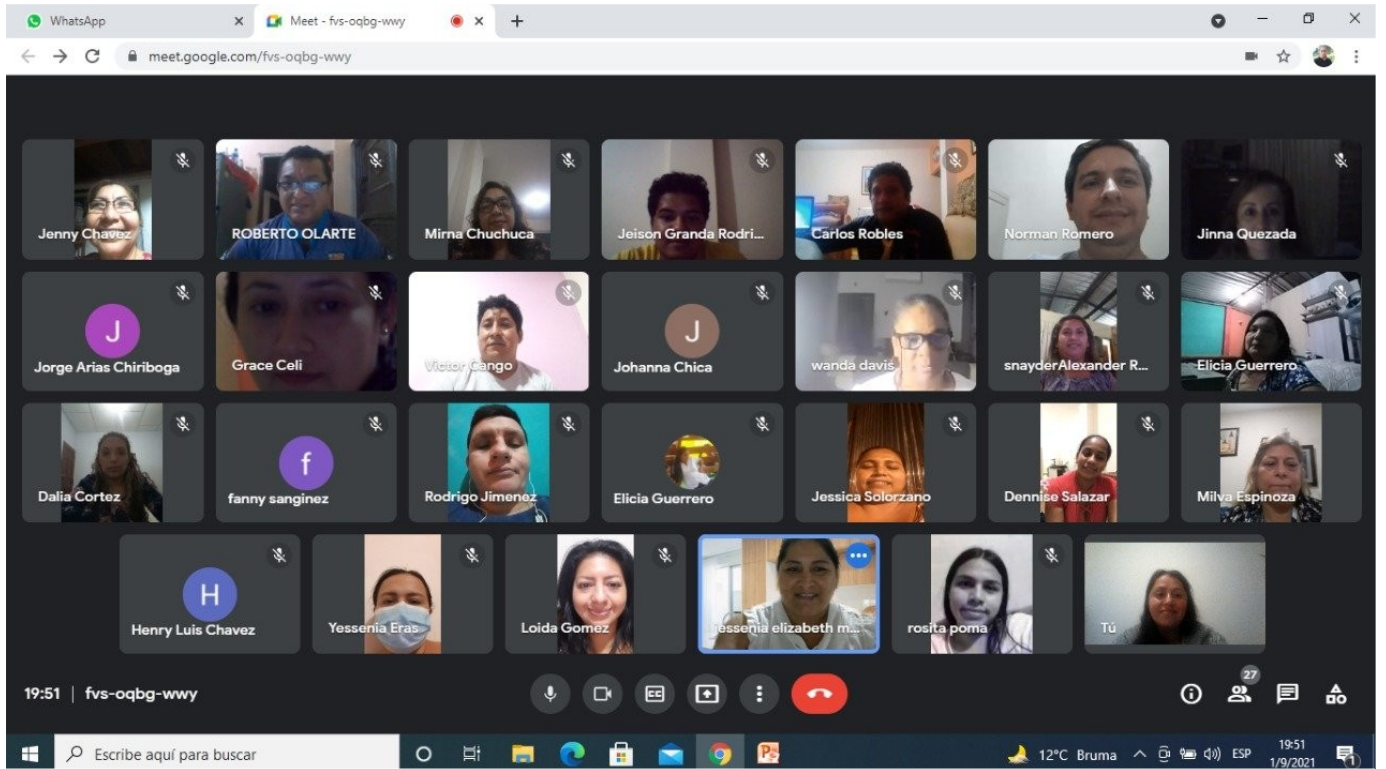 WhatsApp
Meet - fvs-oqbg-wwy
meet.google.com/fvs-oqbg-wwy
Jenny Chavez
ROBERTO OLARTE
Mirna Chuchuca
Jeison Granda Rodri...
Carlos Robles
Norman Romero
Jinna Quezada
J
Jorge Arias Chiriboga
Grace Celi
Victor Cango
J
Johanna Chica
wanda davis
snayderAlexander R...
Elicia Guerrero
Dalia Cortez
f
fanny sanginez
Rodrigo Jimenez
Elicia Guerrero
Jessica Solorzano
Dennise Salazar
Milva Espinoza
H
Henry Luis Chavez
Yessenia Eras
Loida Gomez
essenia elizabeth m...
rosita poma
Tú
19:51 | fvs-oqbg-wwy
CC
27
Escribe aquí para buscar
12°C Bruma
ESP
19:51
1/9/2021
1